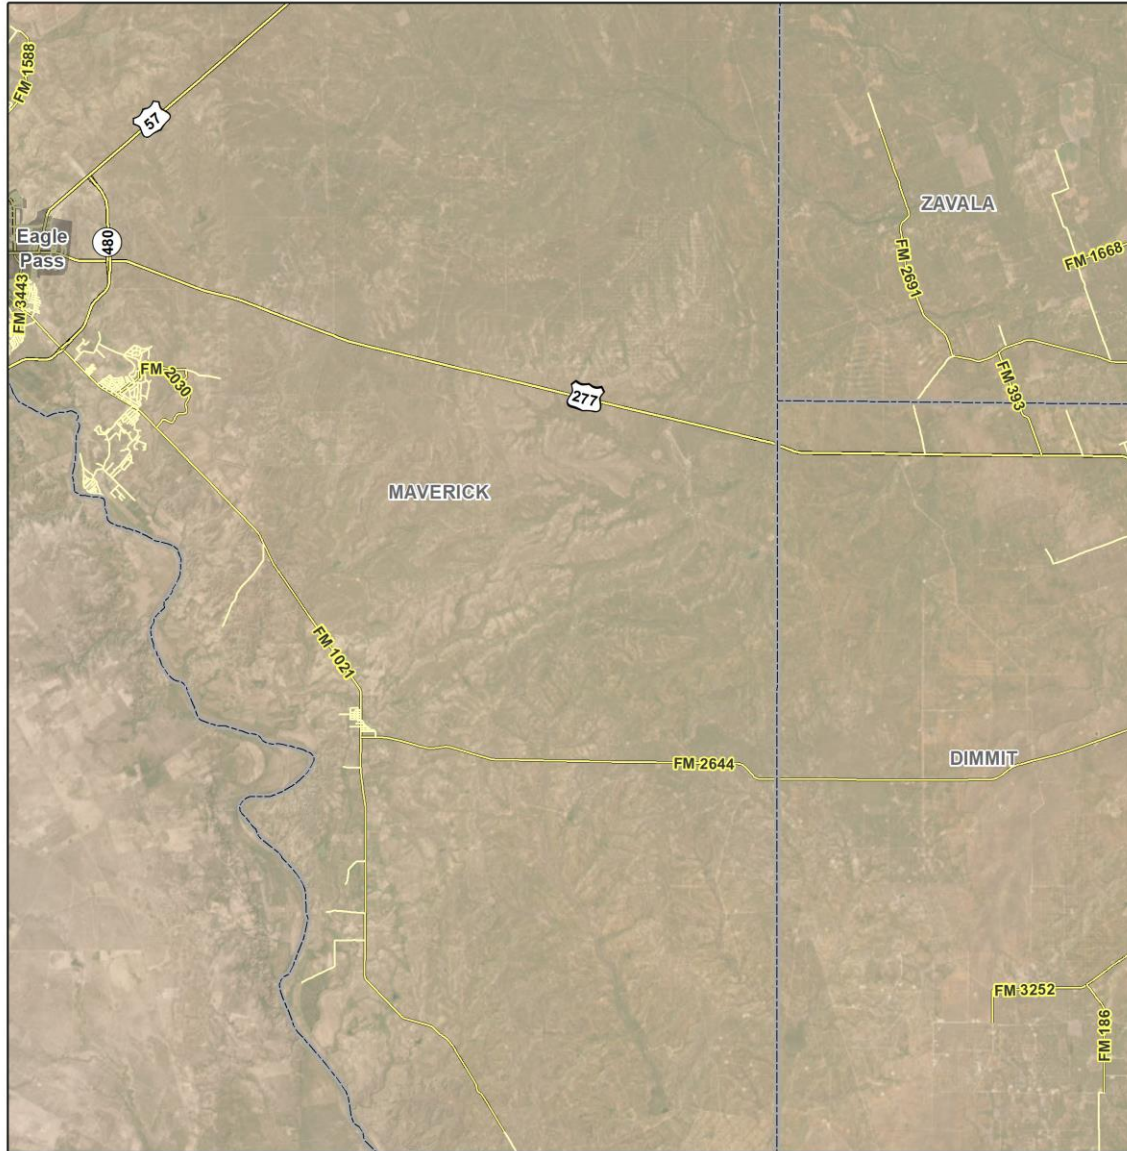 FM 1588
57
ZAVALA
Eagle
Pass
480
FM 1668
FM 2691
FM 3443
FM 2030
277
FM 393
MAVERICK
FM 1021
FM 2644
DIMMIT
FM 3252
FM 186